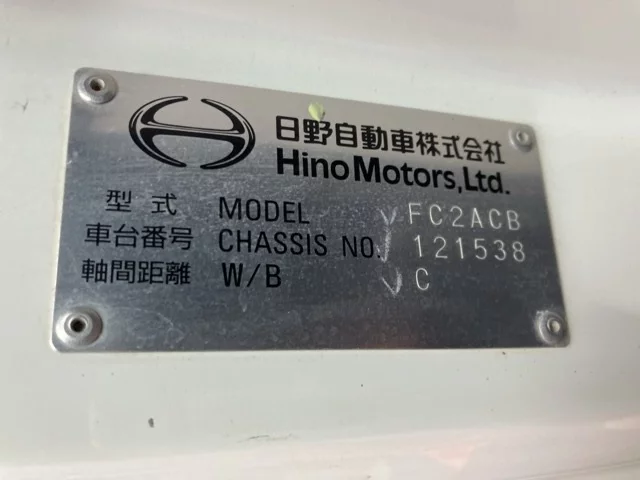 日野自動車株式会社
Hino Motors, Ltd.
型式 MODEL FC2ACB
車台番号 CHASSIS NO. 121538
軸間距離 W/B C